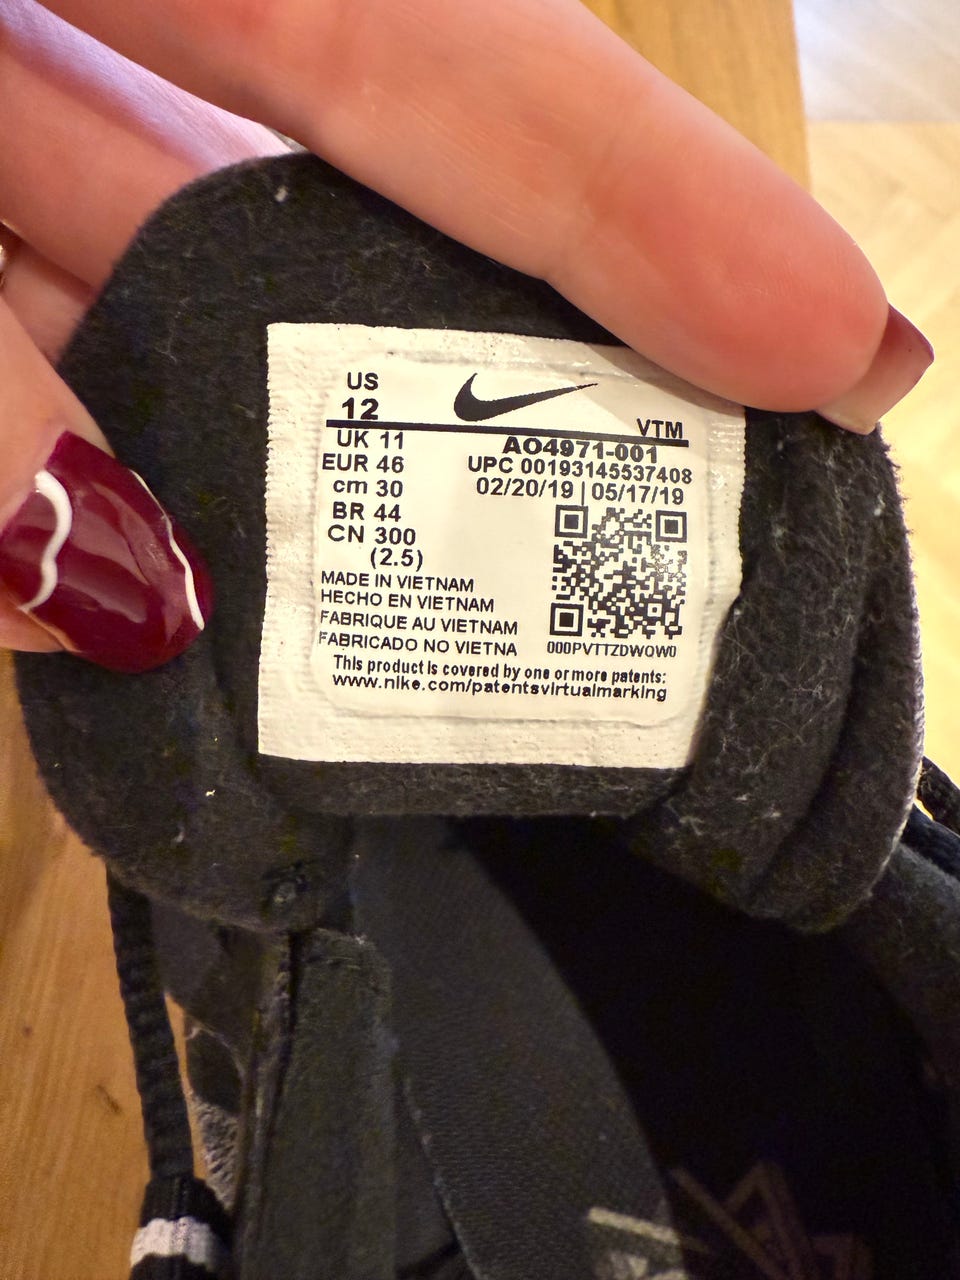 US
12
VTM
UK 11
EUR 46
cm 30
BR 44
CN 300
(2.5)
AO4971-001
UPC 00193145537408
02/20/19 | 05/17/19
MADE IN VIETNAM
HECHO EN VIETNAM
FABRIQUE AU VIETNAM
FABRICADO NO VIETNA
000PVTTZDWQW0
This product is covered by one or more patents:
www.nike.com/patentsvirtualmarking